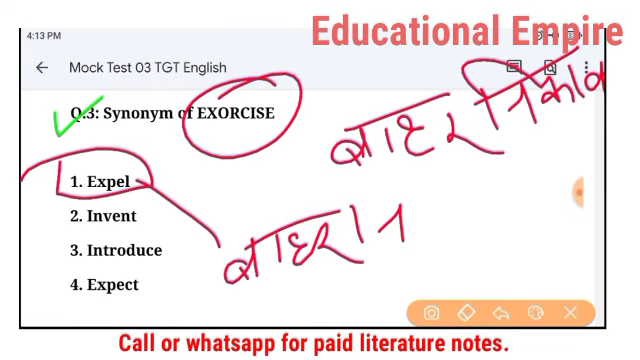 Educational Empire
4:13 PM
Mock Test 03 TGT English
Q.3: Synonym of EXORCISE
बाहर
1. Expel
2. Invent
3. Introduce
4. Expect
Call or whatsapp for paid literature notes.